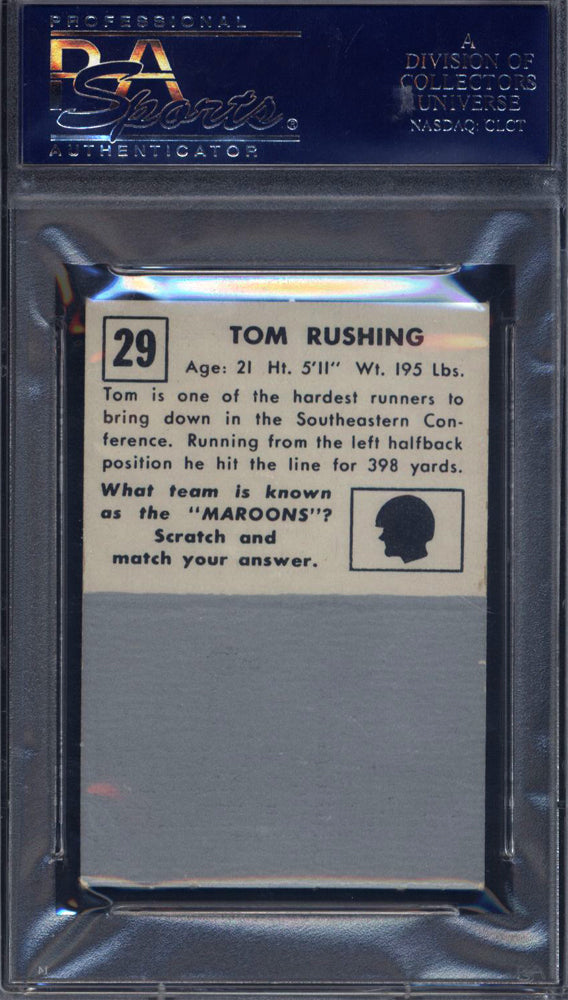 PROFESSIONAL
PSA
Sports®
AUTHENTICATOR
A
DIVISION OF
COLLECTORS
UNIVERSE
NASDAQ: CLCT
29
TOM RUSHING
Age: 21 Ht. 5'11" Wt. 195 Lbs.
Tom is one of the hardest runners to
bring down in the Southeastern Con-
ference. Running from the left halfback
position he hit the line for 398 yards.
What team is known
as the "MAROONS"?
Scratch and
match your answer.